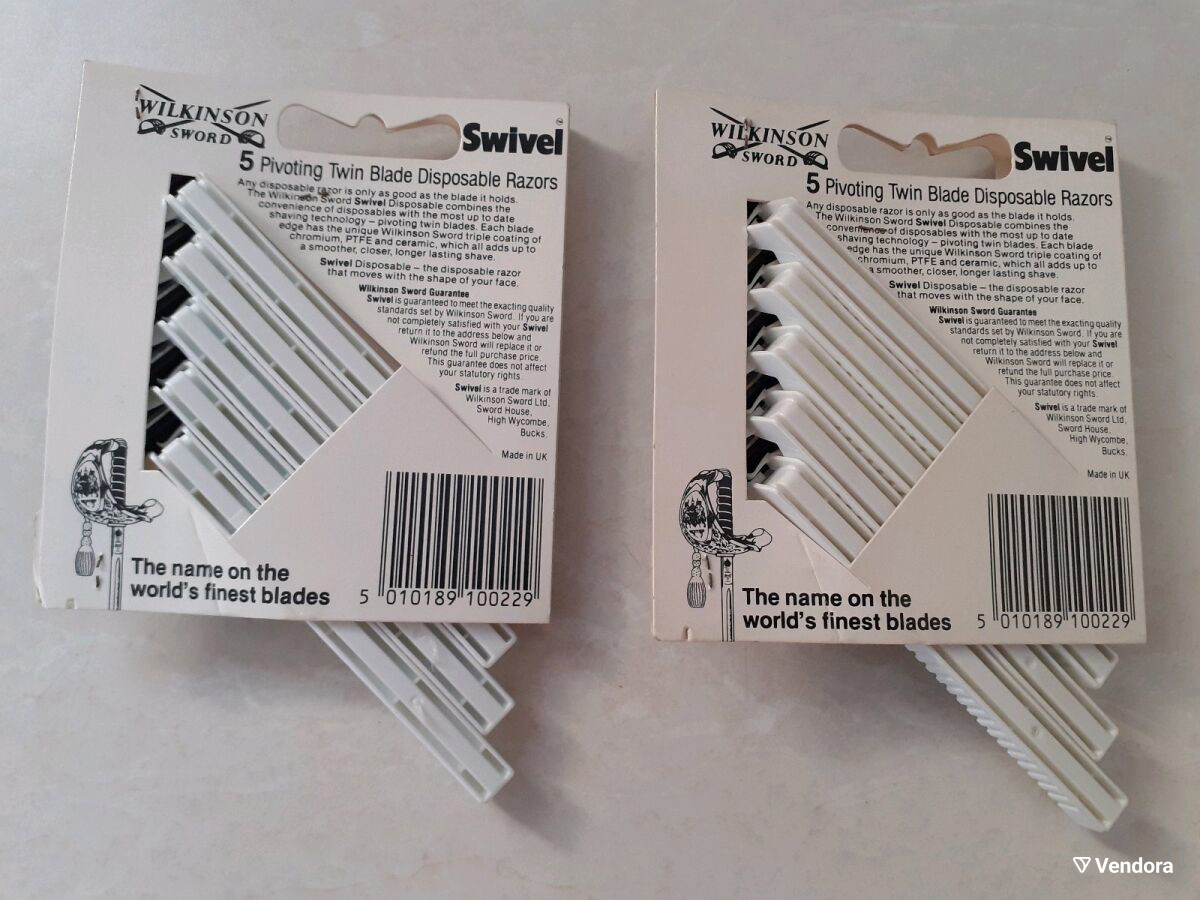 WILKINSON
SWORD
Swivel™
5 Pivoting Twin Blade Disposable Razors
Any disposable razor is only as good as the blade it holds.
The Wilkinson Sword Swivel Disposable combines the
convenience of disposables with the most up to date
shaving technology – pivoting twin blades. Each blade
edge has the unique Wilkinson Sword triple coating of
chromium, PTFE and ceramic, which all adds up to
a smoother, closer, longer lasting shave.
Swivel Disposable – the disposable razor
that moves with the shape of your face.
Wilkinson Sword Guarantee
Swivel is guaranteed to meet the exacting quality
standards set by Wilkinson Sword. If you are
not completely satisfied with your Swivel
return it to the address below and
Wilkinson Sword will replace it or
refund the full purchase price.
This guarantee does not affect
your statutory rights.
Swivel is a trade mark of
Wilkinson Sword Ltd,
Sword House,
High Wycombe,
Bucks.
Made in UK
The name on the
world's finest blades
5 010189 100229
WILKINSON
SWORD
Swivel™
5 Pivoting Twin Blade Disposable Razors
Any disposable razor is only as good as the blade it holds.
The Wilkinson Sword Swivel Disposable combines the
convenience of disposables with the most up to date
shaving technology – pivoting twin blades. Each blade
edge has the unique Wilkinson Sword triple coating of
chromium, PTFE and ceramic, which all adds up to
a smoother, closer, longer lasting shave.
Swivel Disposable – the disposable razor
that moves with the shape of your face.
Wilkinson Sword Guarantee
Swivel is guaranteed to meet the exacting quality
standards set by Wilkinson Sword. If you are
not completely satisfied with your Swivel
return it to the address below and
Wilkinson Sword will replace it or
refund the full purchase price.
This guarantee does not affect
your statutory rights.
Swivel is a trade mark of
Wilkinson Sword Ltd,
Sword House,
High Wycombe,
Bucks.
Made in UK
The name on the
world's finest blades
5 010189 100229
Vendora